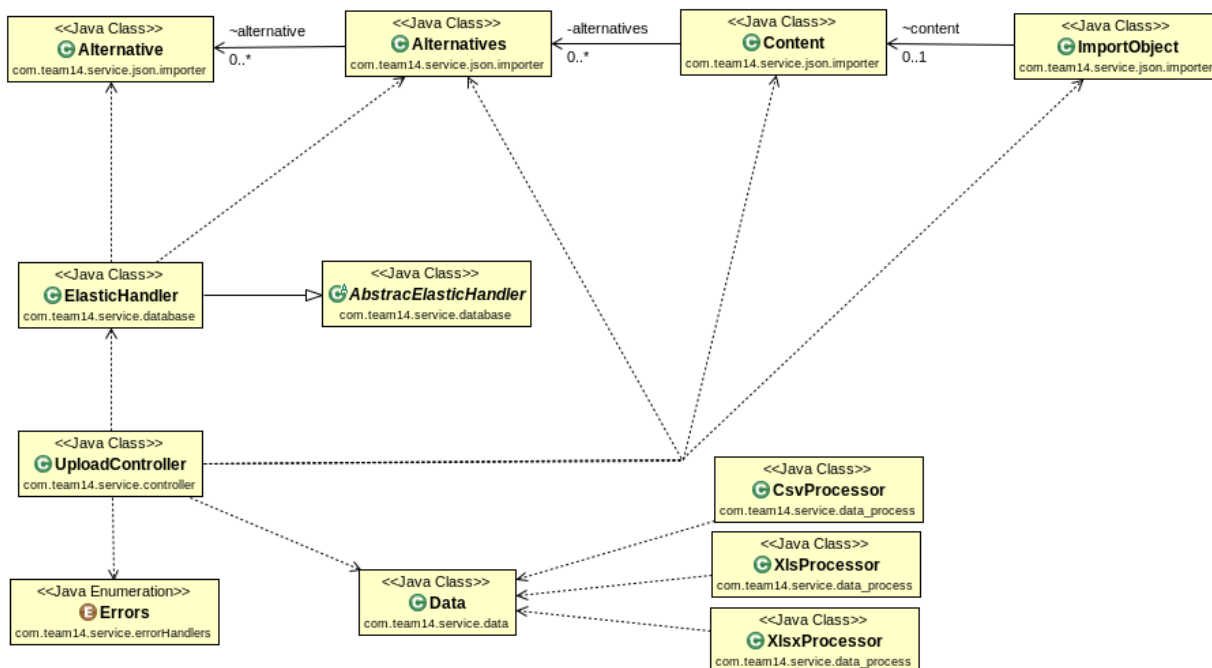 <<Java Class>>
Alternative
com.team14.service.json.importer
~alternative
0..*
<<Java Class>>
Alternatives
com.team14.service.json.importer
-alternatives
0..*
<<Java Class>>
Content
com.team14.service.json.importer
~content
0..1
<<Java Class>>
ImportObject
com.team14.service.json.importer
<<Java Class>>
ElasticHandler
com.team14.service.database
<<Java Class>>
AbstracElasticHandler
com.team14.service.database
<<Java Class>>
UploadController
com.team14.service.controller
<<Java Class>>
CsvProcessor
com.team14.service.data_process
<<Java Class>>
XlsProcessor
com.team14.service.data_process
<<Java Enumeration>>
Errors
com.team14.service.errorHandlers
<<Java Class>>
Data
com.team14.service.data
<<Java Class>>
XlsxProcessor
com.team14.service.data_process